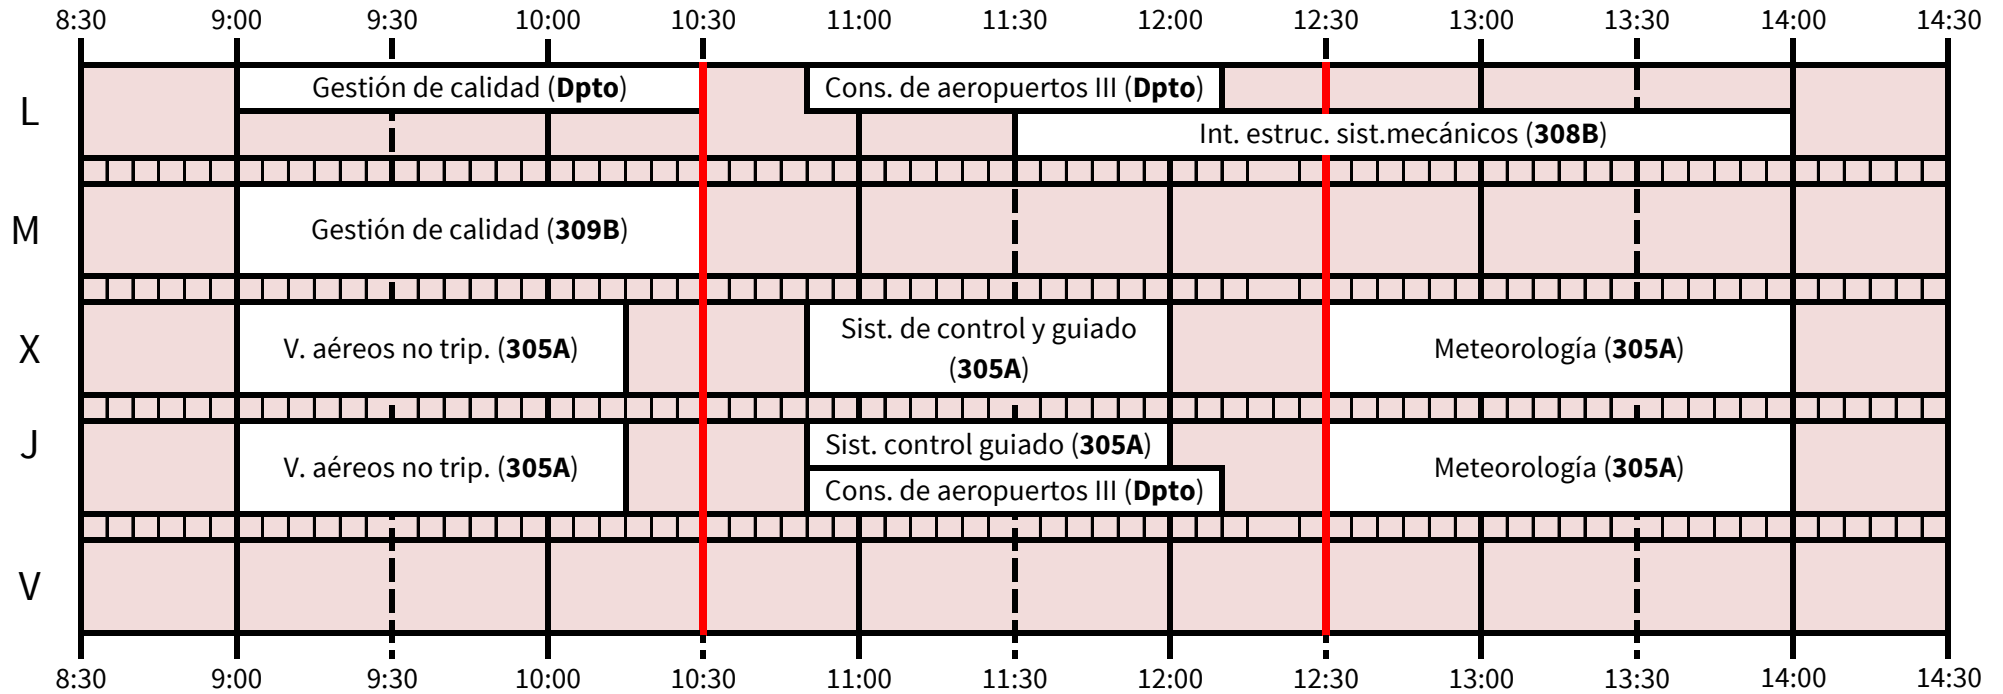 8:30 9:00 9:30 10:00 10:30 11:00 11:30 12:00 12:30 13:00 13:30 14:00 14:30
L
Gestión de calidad (Dpto)
Cons. de aeropuertos III (Dpto)
Int. estruc. sist.mecánicos (308B)
M
Gestión de calidad (309B)
X
V. aéreos no trip. (305A)
Sist. de control y guiado
(305A)
Meteorología (305A)
J
V. aéreos no trip. (305A)
Sist. control guiado (305A)
Cons. de aeropuertos III (Dpto)
Meteorología (305A)
V
8:30 9:00 9:30 10:00 10:30 11:00 11:30 12:00 12:30 13:00 13:30 14:00 14:30